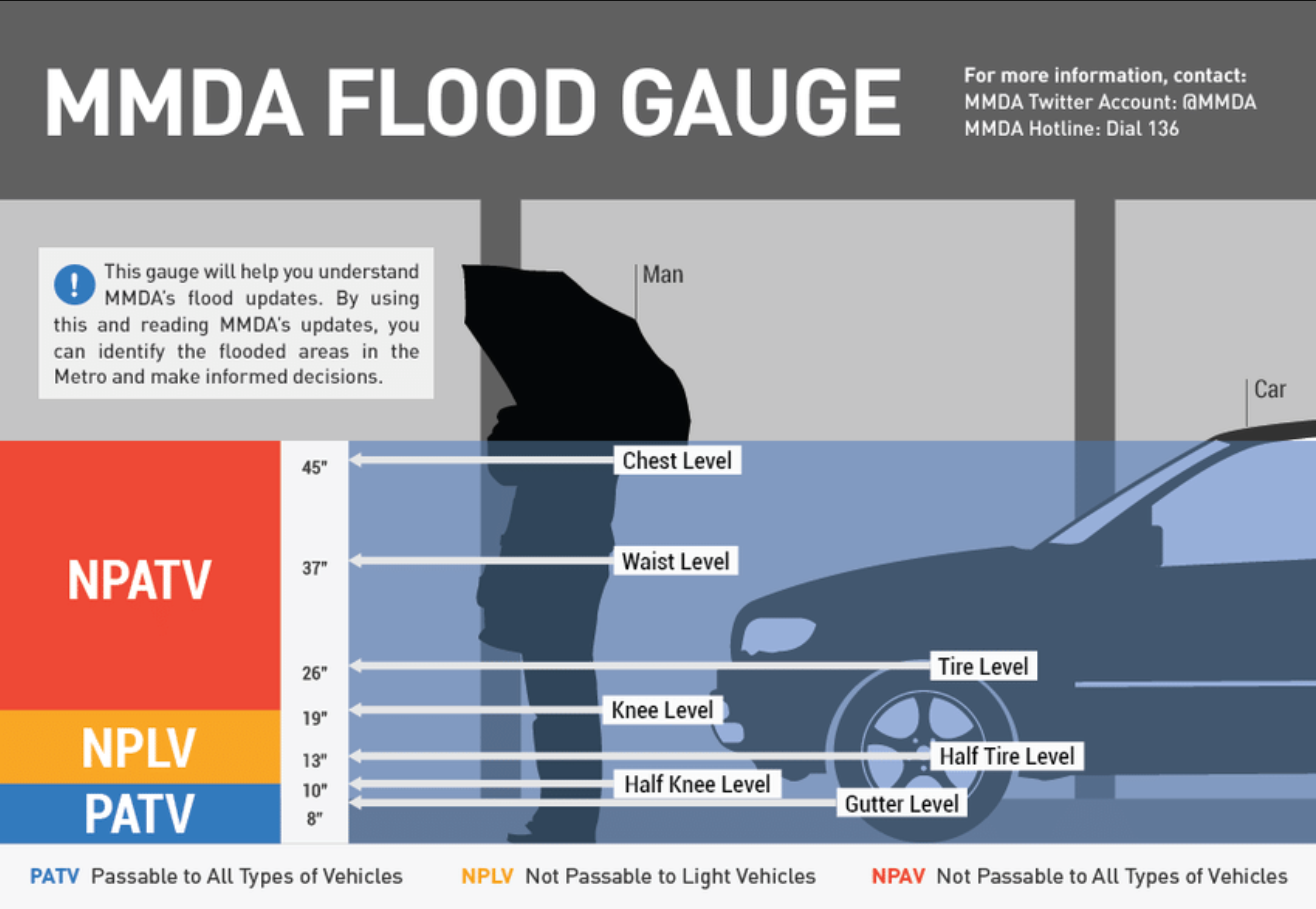 MMDA FLOOD GAUGE
For more information, contact:
MMDA Twitter Account: @MMDA
MMDA Hotline: Dial 136
! This gauge will help you understand
MMDA's flood updates. By using
this and reading MMDA's updates, you
can identify the flooded areas in the
Metro and make informed decisions.
Man
Car
NPATV
NPLV
PATV
45"
37"
26"
19"
13"
10"
8"
Chest Level
Waist Level
Tire Level
Knee Level
Half Tire Level
Half Knee Level
Gutter Level
PATV Passable to All Types of Vehicles
NPLV Not Passable to Light Vehicles
NPAV Not Passable to All Types of Vehicles